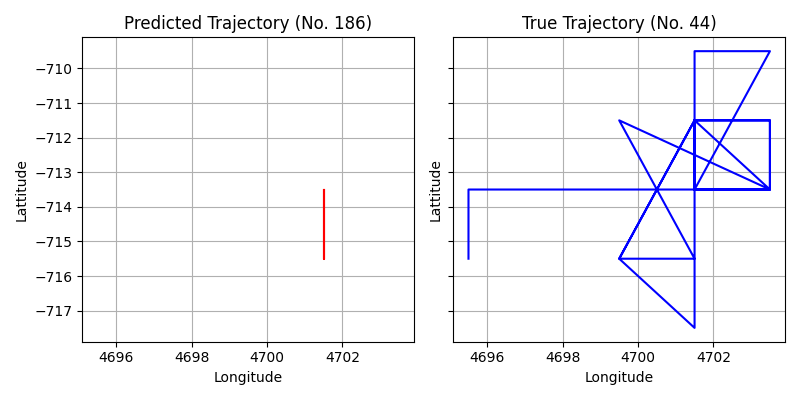 Predicted Trajectory (No. 186)
True Trajectory (No. 44)
Lattitude
−710
−711
−712
−713
−714
−715
−716
−717
4696
4698
4700
4702
Longitude
Lattitude
4696
4698
4700
4702
Longitude